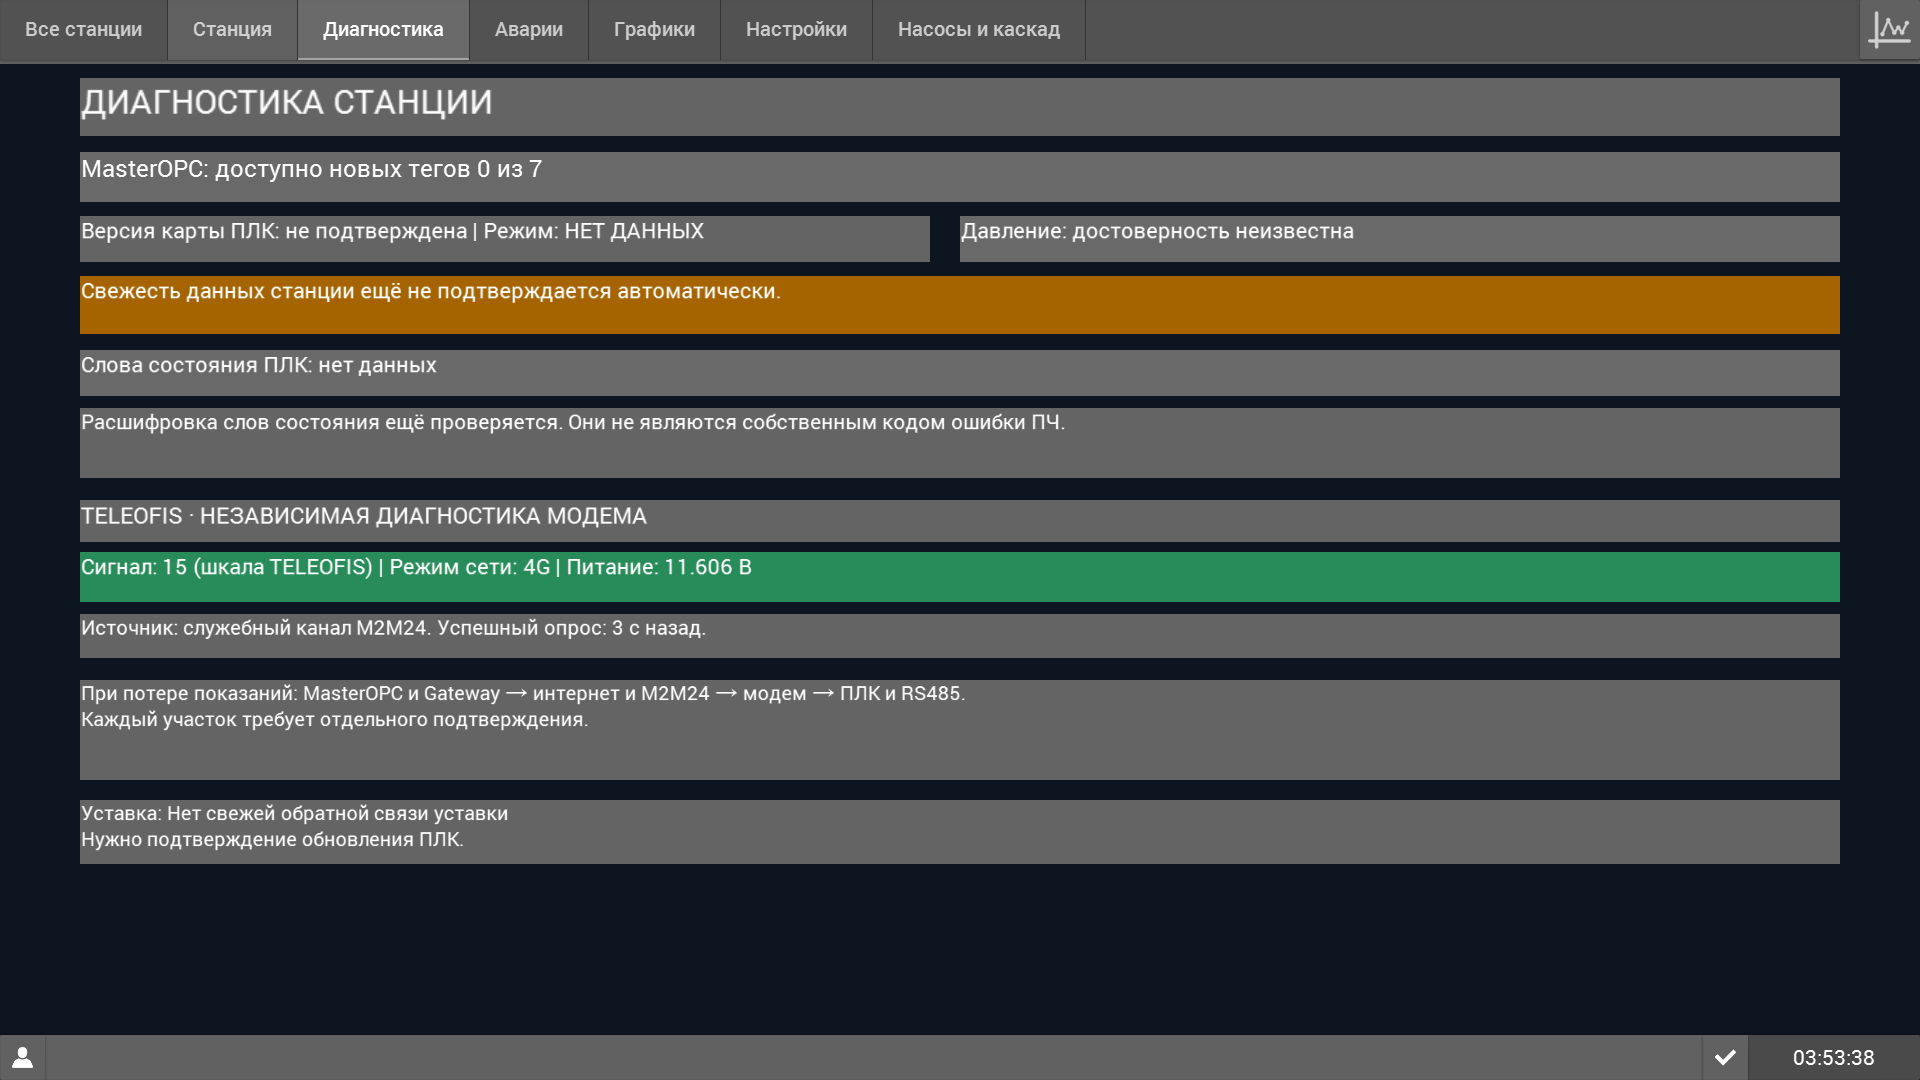 Все станции
Станция
Диагностика
Аварии
Графики
Настройки
Насосы и каскад
ДИАГНОСТИКА СТАНЦИИ
MasterOPC: доступно новых тегов 0 из 7
Версия карты ПЛК: не подтверждена | Режим: НЕТ ДАННЫХ
Давление: достоверность неизвестна
Свежесть данных станции ещё не подтверждается автоматически.
Слова состояния ПЛК: нет данных
Расшифровка слов состояния ещё проверяется. Они не являются собственным кодом ошибки ПЧ.
TELEOFIS · НЕЗАВИСИМАЯ ДИАГНОСТИКА МОДЕМА
Сигнал: 15 (шкала TELEOFIS) | Режим сети: 4G | Питание: 11.606 В
Источник: служебный канал M2M24. Успешный опрос: 3 с назад.
При потере показаний: MasterOPC и Gateway → интернет и M2M24 → модем → ПЛК и RS485.
Каждый участок требует отдельного подтверждения.
Уставка: Нет свежей обратной связи уставки
Нужно подтверждение обновления ПЛК.
03:53:38